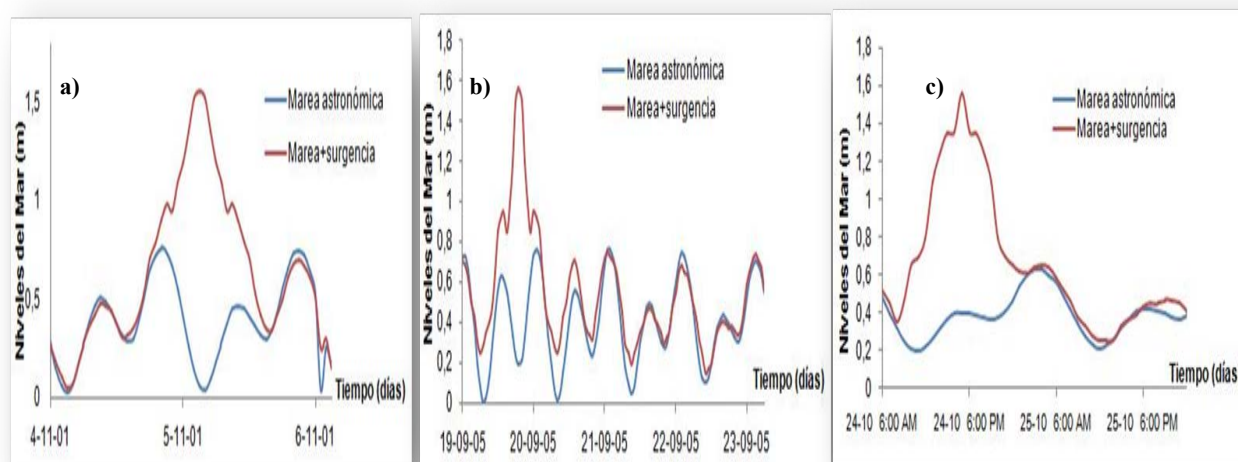 a)
Niveles del Mar (m)
1,5
1
0,5
0
Marea astronómica
Marea+surgencia
Tiempo (días)
4-11-01 5-11-01 6-11-01
b)
Niveles del Mar (m)
1,8
1,6
1,4
1,2
1
0,8
0,6
0,4
0,2
0
Marea astronómica
Marea+surgencia
Tiempo (días)
19-09-05 20-09-05 21-09-05 22-09-05 23-09-05
c)
Niveles del Mar (m)
1,8
1,6
1,4
1,2
1
0,8
0,6
0,4
0,2
0
Marea astronómica
Marea+surgencia
Tiempo (días)
24-10 6:00 AM 24-10 6:00 PM 25-10 6:00 AM 25-10 6:00 PM